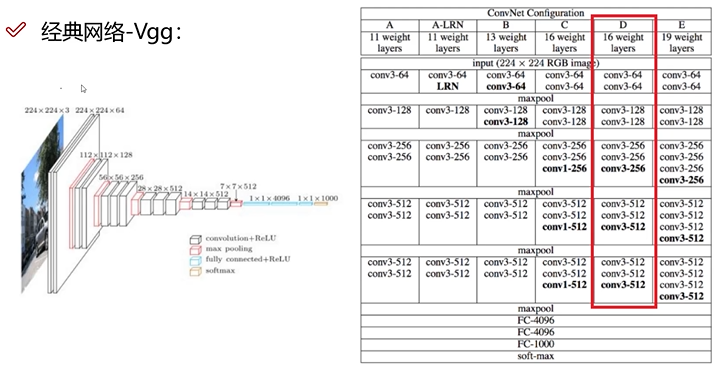 经典网络-Vgg：
224×224×3 224×224×64
112×112×128
56×56×256
28×28×512
14×14×512
7×7×512
1×1×4096 1×1×1000
convolution+ReLU
max pooling
fully connected+ReLU
softmax
ConvNet Configuration
A A-LRN B C D E
11 weight 11 weight 13 weight 16 weight 16 weight 19 weight
layers layers layers layers layers layers
input (224 × 224 RGB image)
conv3-64 conv3-64 conv3-64 conv3-64 conv3-64 conv3-64
LRN conv3-64 conv3-64 conv3-64 conv3-64
maxpool
conv3-128 conv3-128 conv3-128 conv3-128 conv3-128 conv3-128
conv3-128 conv3-128 conv3-128 conv3-128
maxpool
conv3-256 conv3-256 conv3-256 conv3-256 conv3-256 conv3-256
conv3-256 conv3-256 conv3-256 conv3-256 conv3-256 conv3-256
conv1-256 conv3-256 conv3-256
conv3-256
maxpool
conv3-512 conv3-512 conv3-512 conv3-512 conv3-512 conv3-512
conv3-512 conv3-512 conv3-512 conv3-512 conv3-512 conv3-512
conv1-512 conv3-512 conv3-512
conv3-512
maxpool
conv3-512 conv3-512 conv3-512 conv3-512 conv3-512 conv3-512
conv3-512 conv3-512 conv3-512 conv3-512 conv3-512 conv3-512
conv1-512 conv3-512 conv3-512
conv3-512
maxpool
FC-4096
FC-4096
FC-1000
soft-max